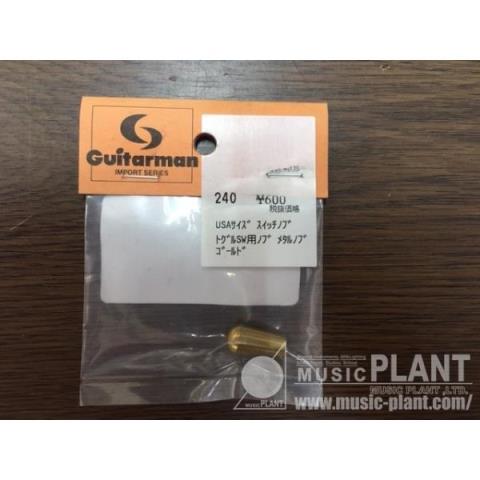 Guitarman
IMPORT SERIES
240 ¥600
税抜価格
USAサイズ スイッチノブ
トグルSW用ノブ メタルノブ
ゴールド
MUSIC PLANT
MUSIC PLANT .,LTD.
MUSIC PLANT
www.music-plant.com/